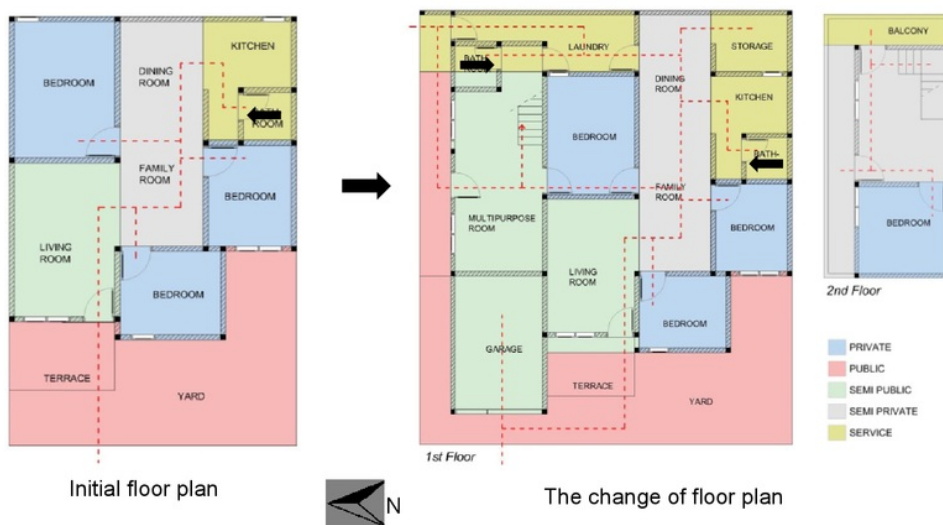 KITCHEN
BEDROOM
DINING
ROOM
ROOM
FAMILY
ROOM
BEDROOM
LIVING
ROOM
BEDROOM
TERRACE
YARD
Initial floor plan
N
LAUNDRY
STORAGE
BATH-
ROOM
DINING
ROOM
KITCHEN
BEDROOM
BATH-
FAMILY
ROOM
MULTIPURPOSE
ROOM
BEDROOM
LIVING
ROOM
BEDROOM
GARAGE
TERRACE
YARD
1st Floor
The change of floor plan
BALCONY
BEDROOM
2nd Floor
PRIVATE
PUBLIC
SEMI PUBLIC
SEMI PRIVATE
SERVICE